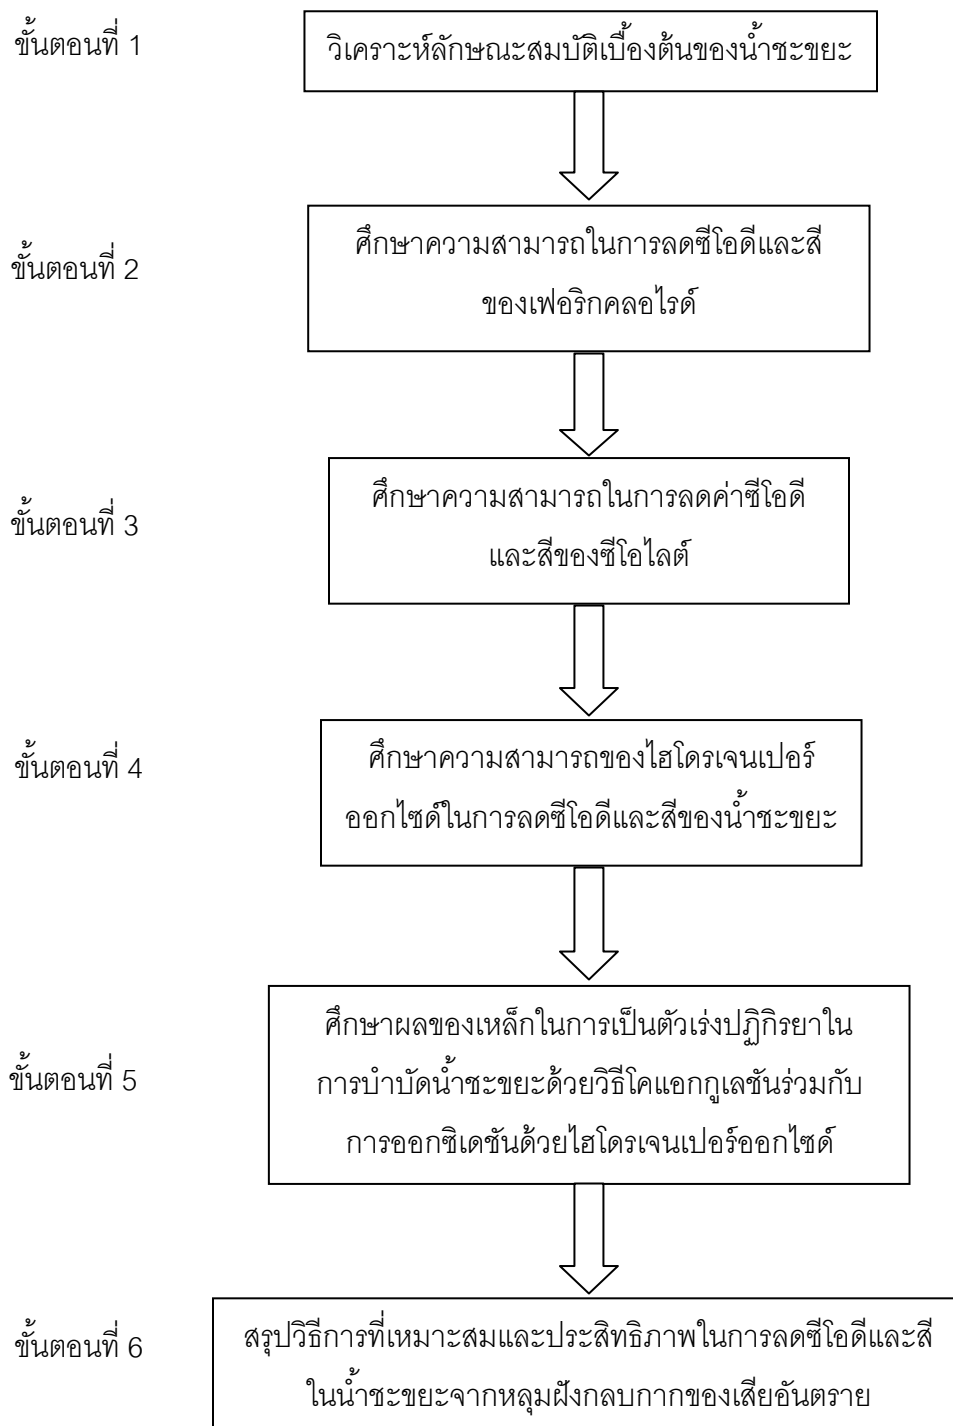 ขั้นตอนที่ 1
วิเคราะห์ลักษณะสมบัติเบื้องต้นของน้ำชะขยะ
ขั้นตอนที่ 2
ศึกษาความสามารถในการลดซีโอดีและสี
ของเฟอริกคลอไรด์
ขั้นตอนที่ 3
ศึกษาความสามารถในการลดค่าซีโอดี
และสีของซีโอไลต์
ขั้นตอนที่ 4
ศึกษาความสามารถของไฮโดรเจนเปอร์
ออกไซด์ในการลดซีโอดีและสีของน้ำชะขยะ
ขั้นตอนที่ 5
ศึกษาผลของเหล็กในการเป็นตัวเร่งปฏิกิรยาใน
การบำบัดน้ำชะขยะด้วยวิธีโคแอกกูเลชันร่วมกับ
การออกซิเดชันด้วยไฮโดรเจนเปอร์ออกไซด์
ขั้นตอนที่ 6
สรุปวิธีการที่เหมาะสมและประสิทธิภาพในการลดซีโอดีและสี
ในน้ำชะขยะจากหลุมฝังกลบกากของเสียอันตราย